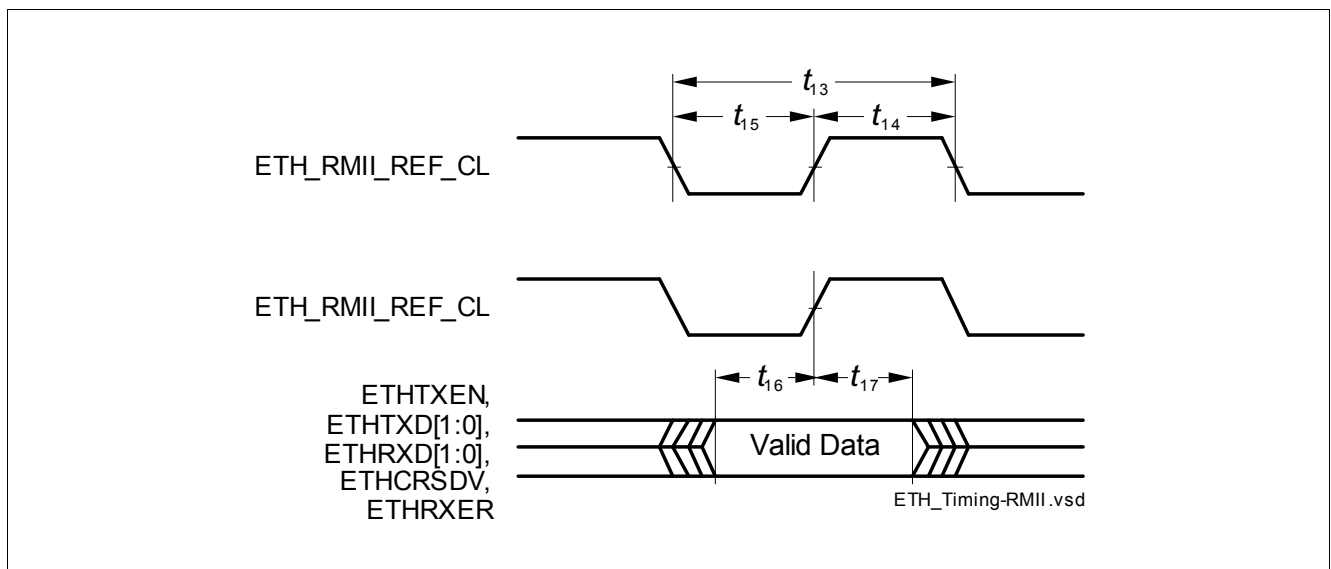 t13
t15
t14
ETH_RMII_REF_CL
ETH_RMII_REF_CL
t16
t17
ETHTXEN,
ETHTXD[1:0],
ETHRXD[1:0],
ETHCRSDV,
ETHRXER
Valid Data
ETH_Timing-RMII.vsd